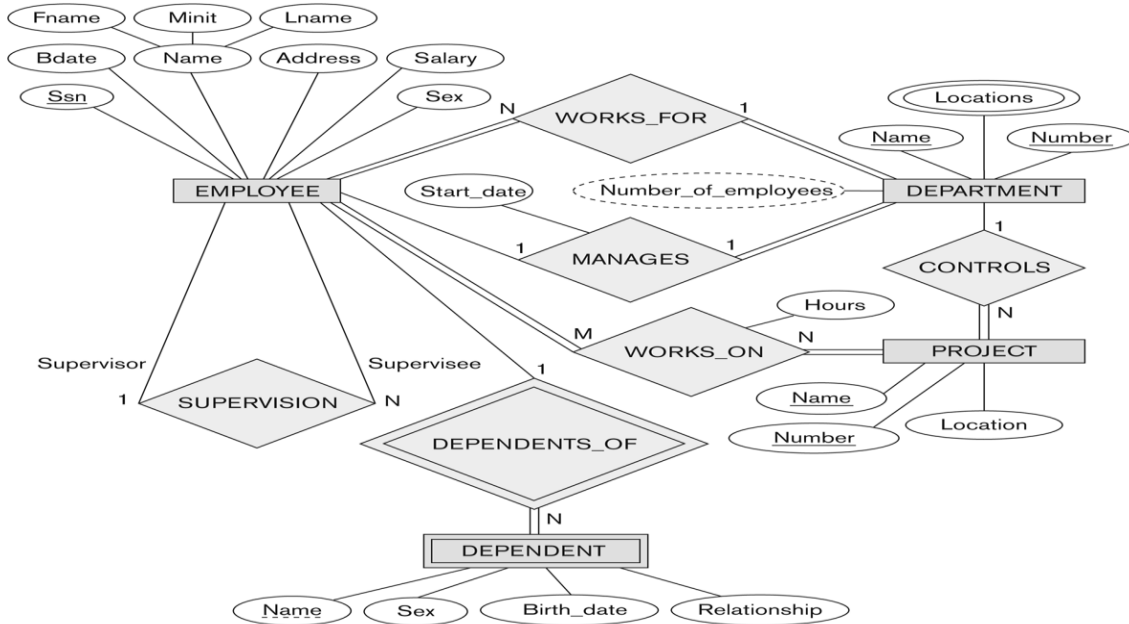 Fname
Minit
Lname
Bdate
Name
Address
Salary
Ssn
Sex
N
WORKS_FOR
1
Locations
Name
Number
EMPLOYEE
Start_date
Number_of_employees
DEPARTMENT
1
MANAGES
1
1
CONTROLS
N
Hours
M
WORKS_ON
N
PROJECT
Supervisor
Supervisee
1
SUPERVISION
N
1
Name
Number
Location
DEPENDENTS_OF
N
DEPENDENT
Name
Sex
Birth_date
Relationship